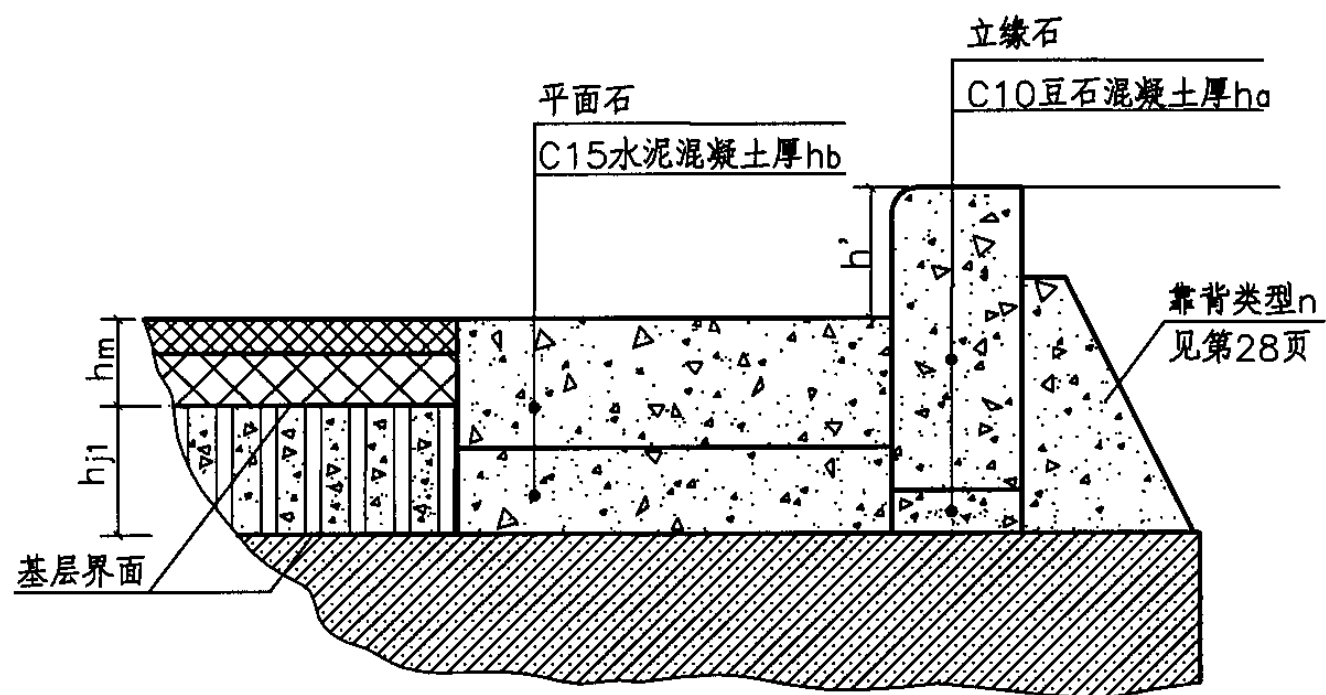 立缘石
C10豆石混凝土厚ha
平面石
C15水泥混凝土厚hb
h'
靠背类型n
见第28页
hm
hj1
基层界面